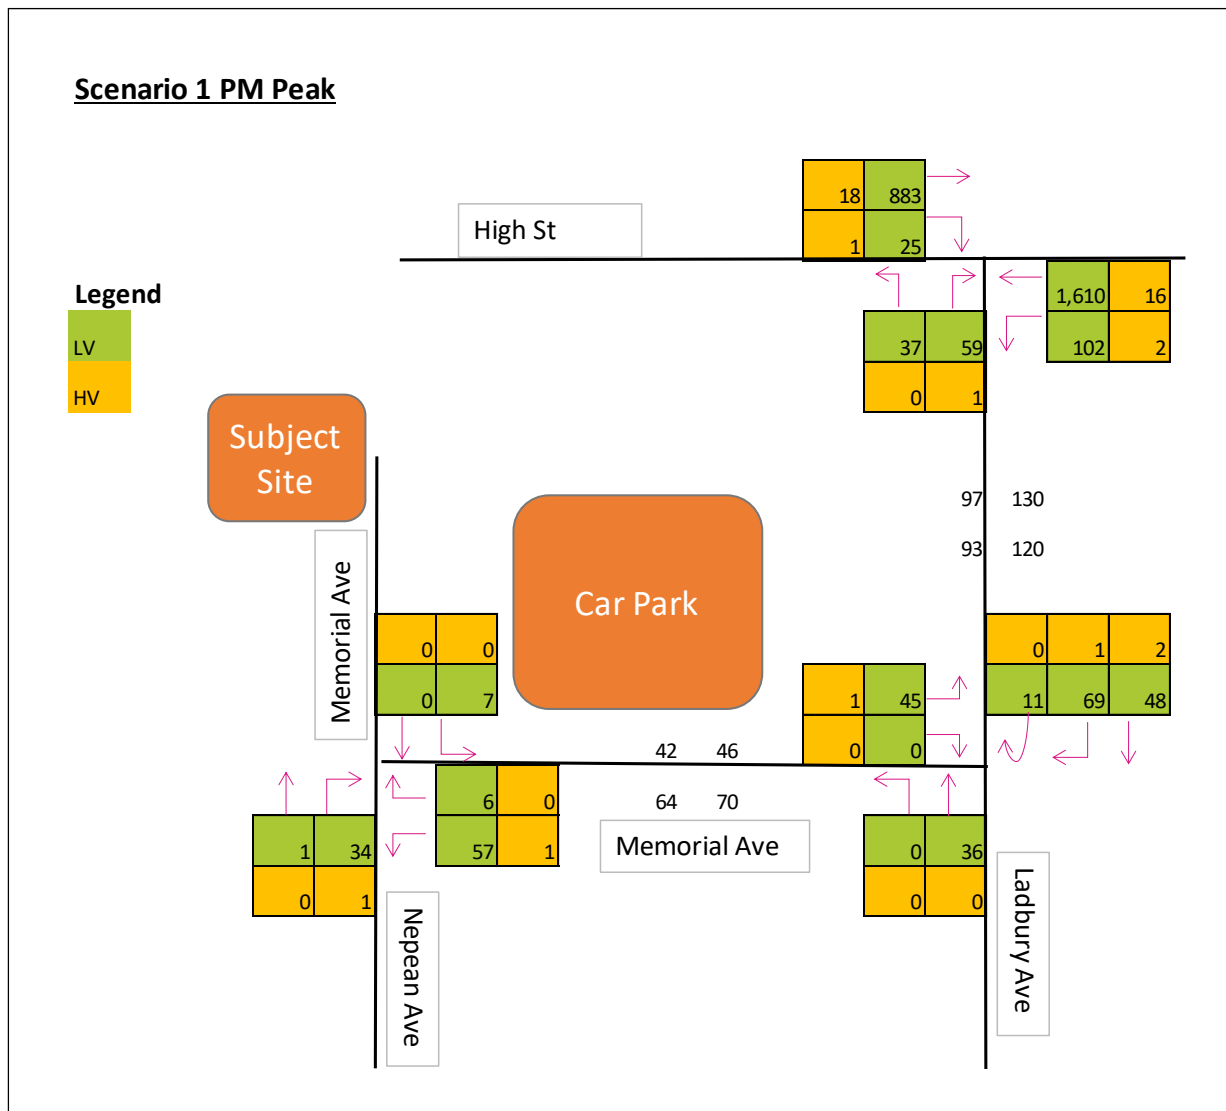 Scenario 1 PM Peak
18 883
1 25
High St
Legend
LV
HV
1,610 16
102 2
37 59
0 1
Subject
Site
97 130
93 120
Memorial Ave
Car Park
0 0
0 7
0 1 2
11 69 48
1 45
0 0
42 46
64 70
6 0
57 1
Memorial Ave
1 34
0 1
0 36
0 0
Nepean Ave
Ladbury Ave